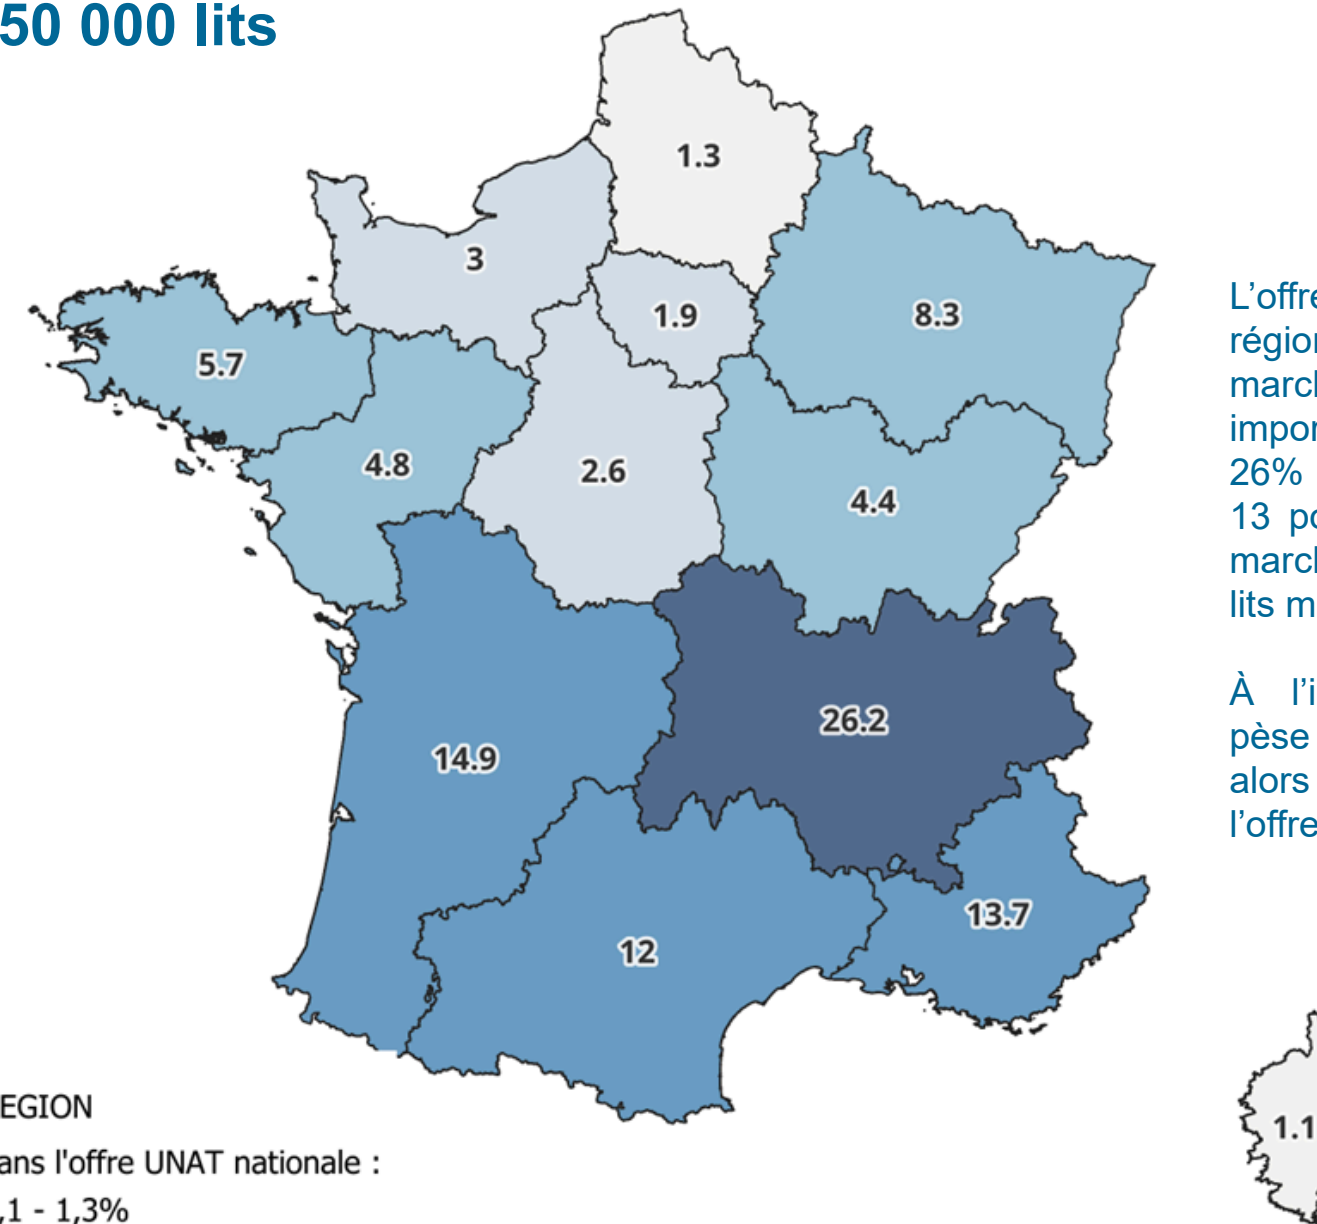 50 000 lits
1.3
3
1.9
8.3
5.7
4.8
2.6
4.4
26.2
14.9
13.7
12
1.1
L'offre
région
march
impor
26%
13 po
march
lits m
À l'i
pèse
alors
l'offre
EGION
ans l'offre UNAT nationale :
,1 - 1,3%